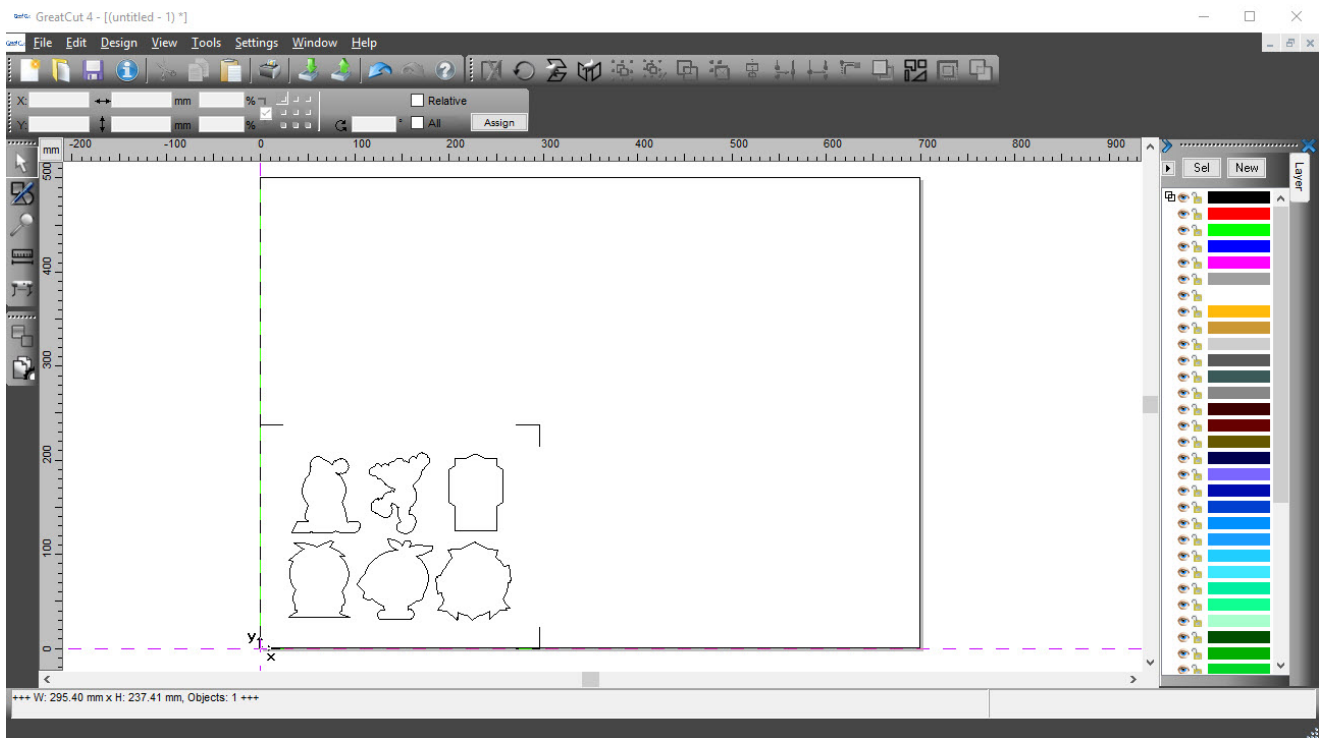 GreatCut 4 - [(untitled - 1) *]
File Edit Design View Tools Settings Window Help
X: mm % Relative
Y: mm % ° All Assign
mm -200 -100 0 100 200 300 400 500 600 700 800 900
Sel New
Layer
500
400
300
200
100
0
y
x
+++ W: 295.40 mm x H: 237.41 mm, Objects: 1 +++